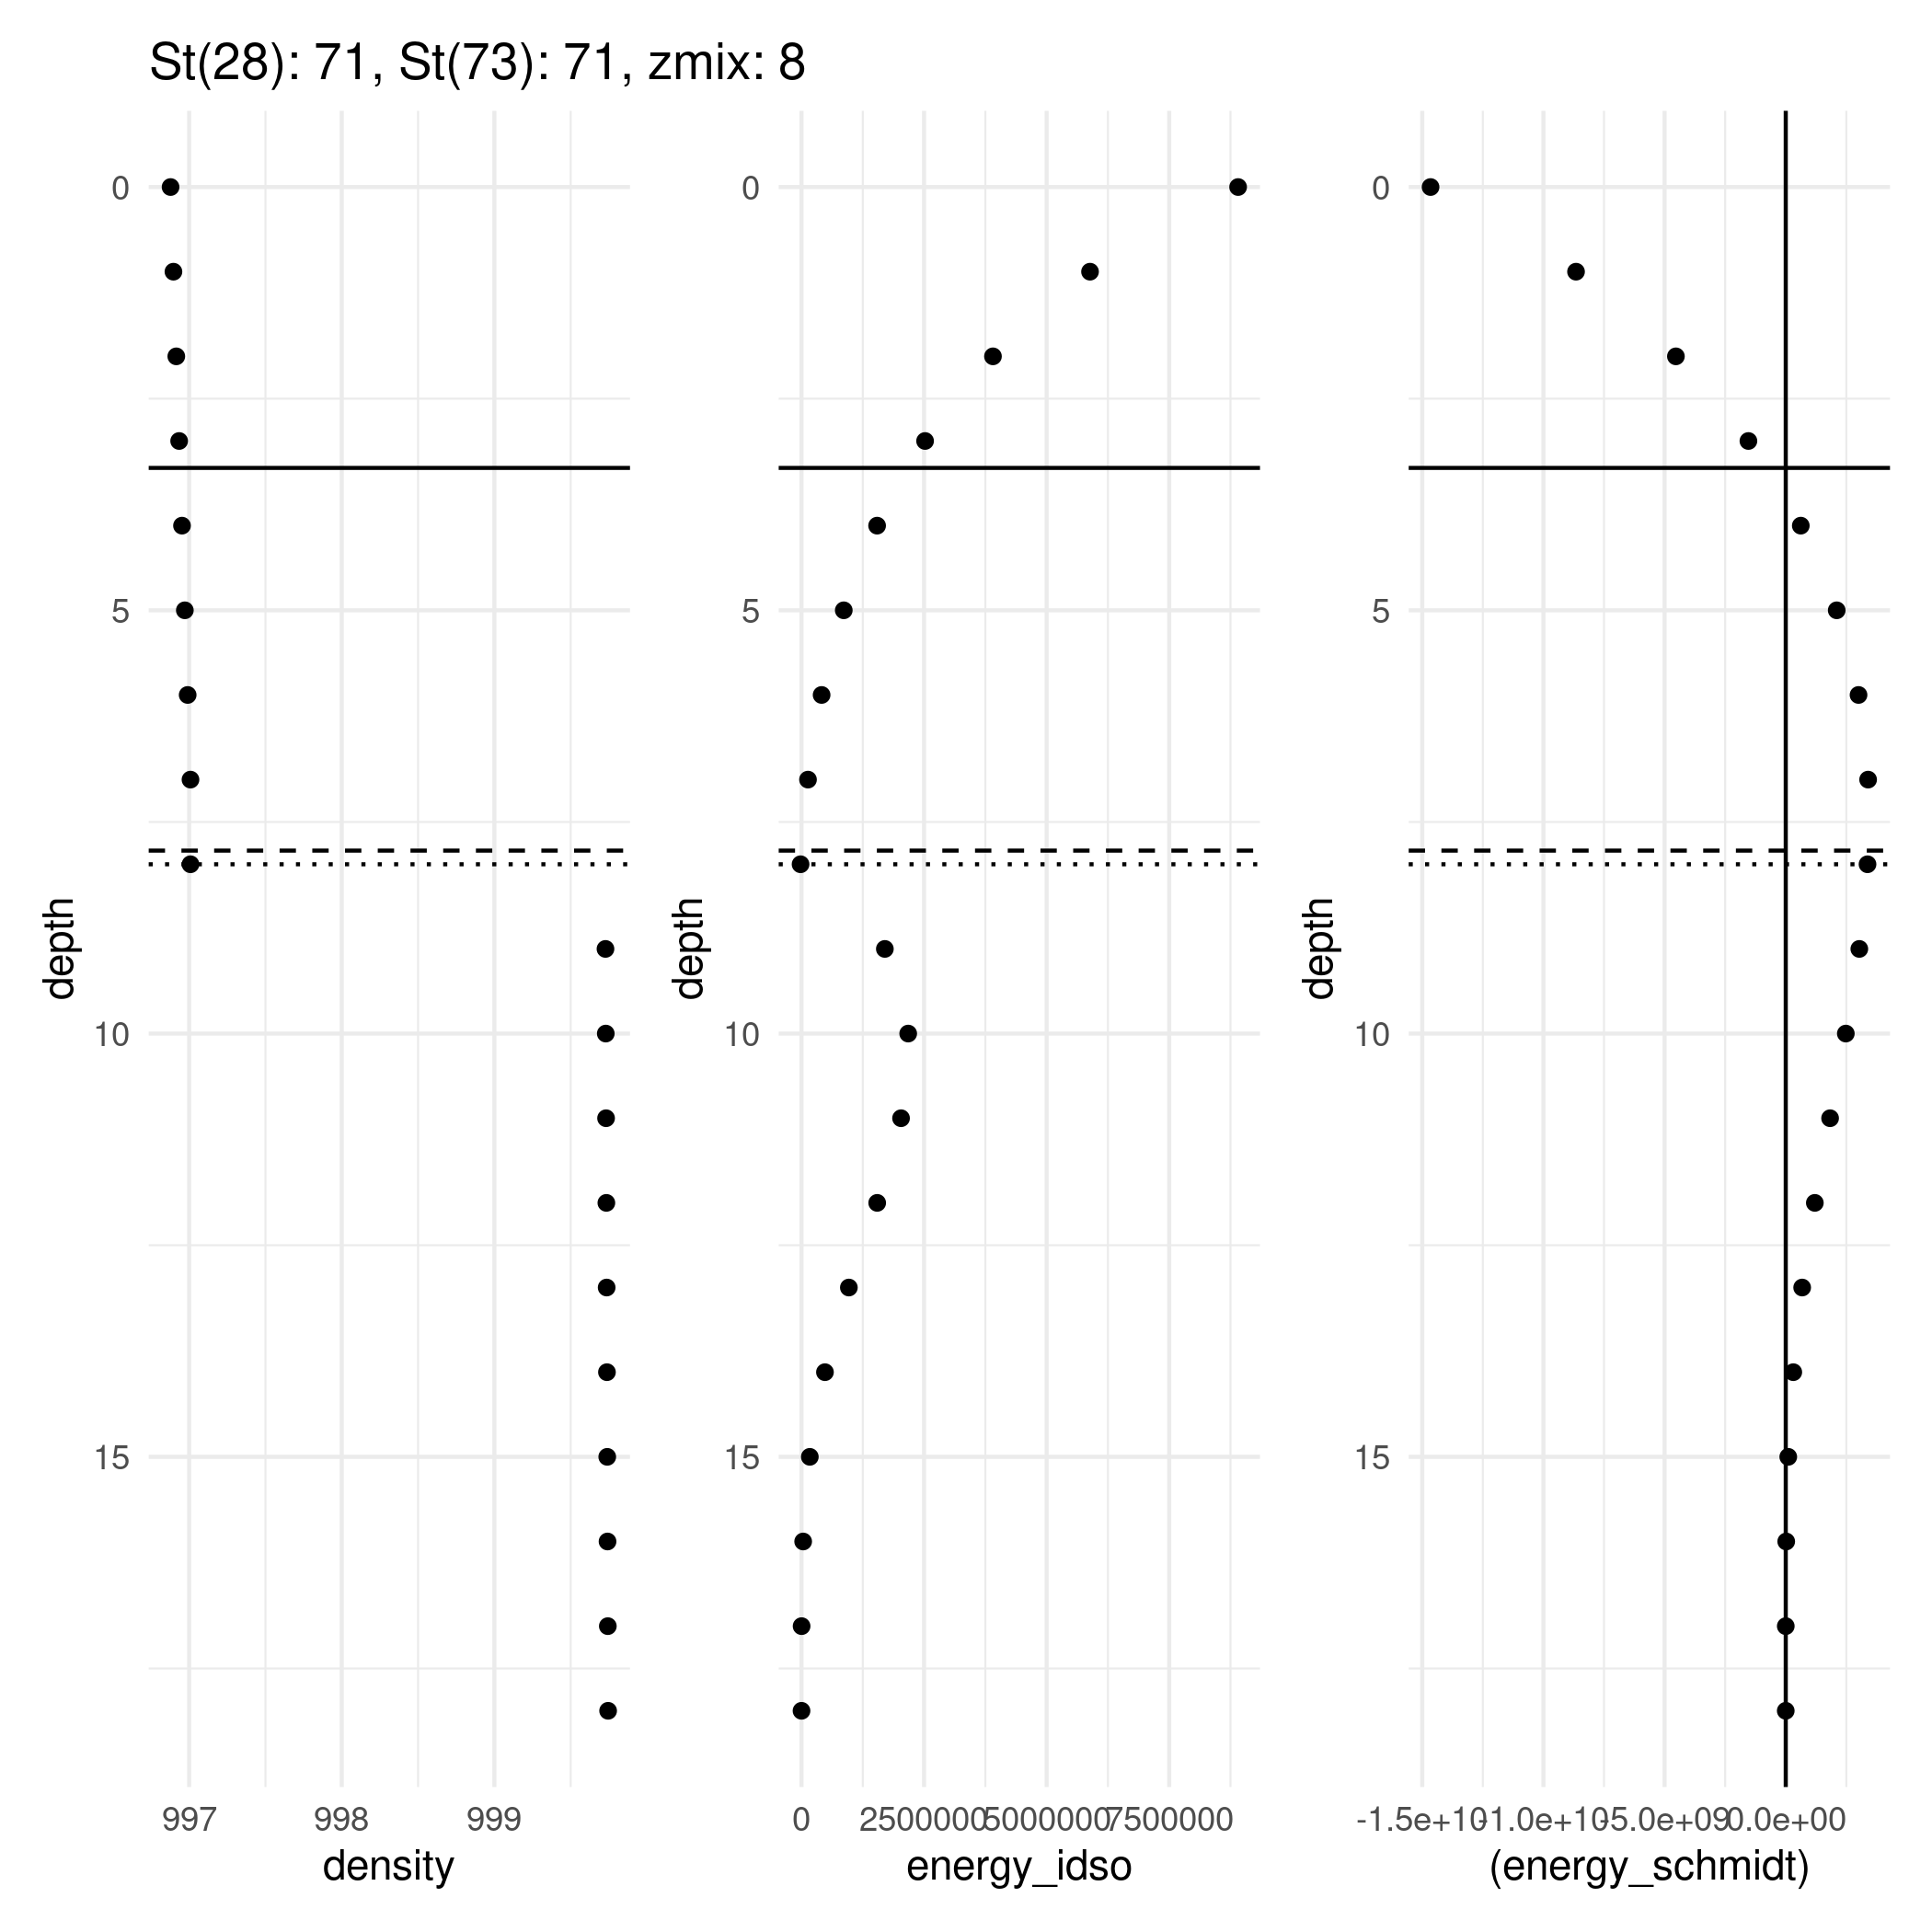 St(28): 71, St(73): 71, zmix: 8
0
5
10
15
depth
997 998 999
density
0
5
10
15
depth
0 2500000 5000000 7500000
energy_idso
0
5
10
15
depth
-1.5e+10 -1.0e+10 -5.0e+09 0.0e+00
(energy_schmidt)